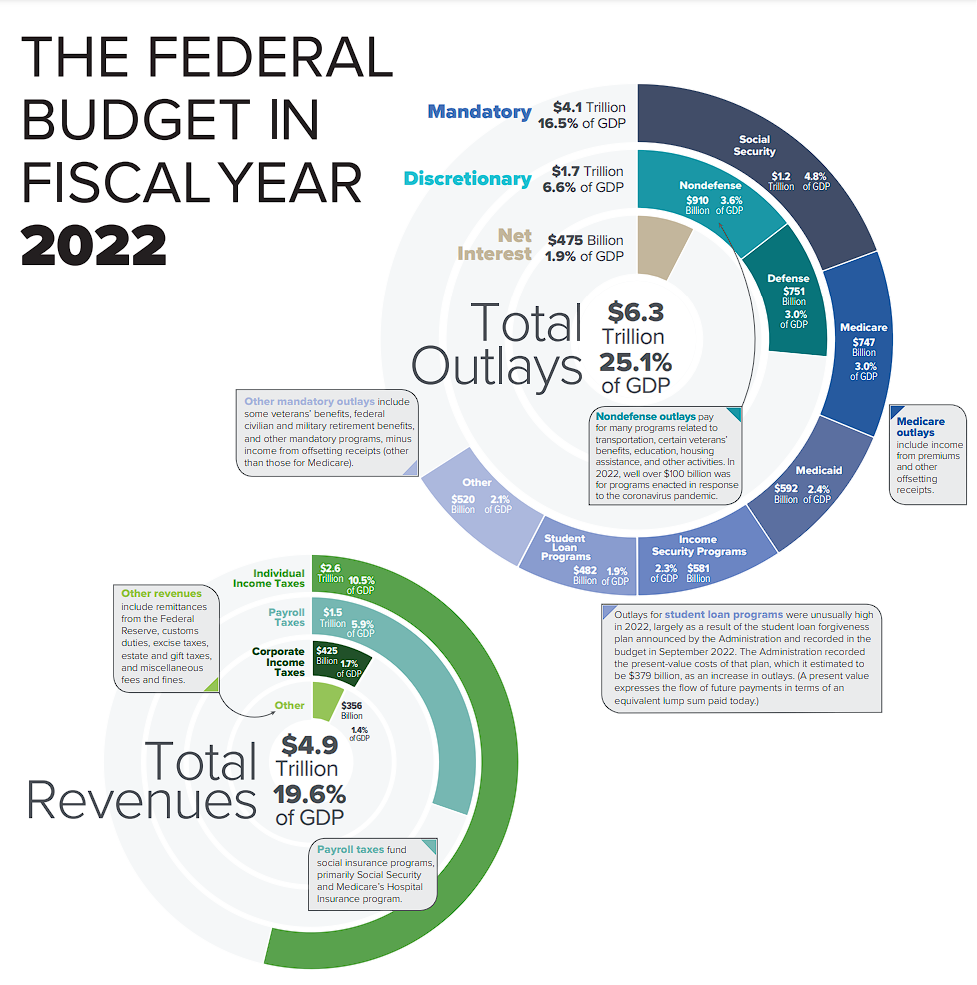 THE FEDERAL
BUDGET IN
FISCAL YEAR
2022
Mandatory
$4.1 Trillion
16.5% of GDP
Discretionary
$1.7 Trillion
6.6% of GDP
Net
Interest
$475 Billion
1.9% of GDP
Total
Outlays
$6.3
Trillion
25.1%
of GDP
Social
Security
$1.2 4.8%
Trillion of GDP
Nondefense
$910 3.6%
Billion of GDP
Defense
$751
Billion
3.0%
of GDP
Medicare
$747
Billion
3.0%
of GDP
Medicaid
$592 2.4%
Billion of GDP
Income
Security Programs
2.3% $581
of GDP Billion
Student
Loan
Programs
$482 1.9%
Billion of GDP
Other
$520 2.1%
Billion of GDP
Other mandatory outlays include
some veterans' benefits, federal
civilian and military retirement benefits,
and other mandatory programs, minus
income from offsetting receipts (other
than those for Medicare).
Nondefense outlays pay
for many programs related to
transportation, certain veterans'
benefits, education, housing
assistance, and other activities. In
2022, well over $100 billion was
for programs enacted in response
to the coronavirus pandemic.
Medicare
outlays
include income
from premiums
and other
offsetting
receipts.
Outlays for student loan programs were unusually high
in 2022, largely as a result of the student loan forgiveness
plan announced by the Administration and recorded in the
budget in September 2022. The Administration recorded
the present-value costs of that plan, which it estimated to
be $379 billion, as an increase in outlays. (A present value
expresses the flow of future payments in terms of an
equivalent lump sum paid today.)
Individual
Income Taxes
$2.6
Trillion 10.5%
of GDP
Payroll
Taxes
$1.5
Trillion 5.9%
of GDP
Corporate
Income
Taxes
$425
Billion 1.7%
of GDP
Other
$356
Billion
1.4%
of GDP
Other revenues
include remittances
from the Federal
Reserve, customs
duties, excise taxes,
estate and gift taxes,
and miscellaneous
fees and fines.
Total
Revenues
$4.9
Trillion
19.6%
of GDP
Payroll taxes fund
social insurance programs,
primarily Social Security
and Medicare's Hospital
Insurance program.